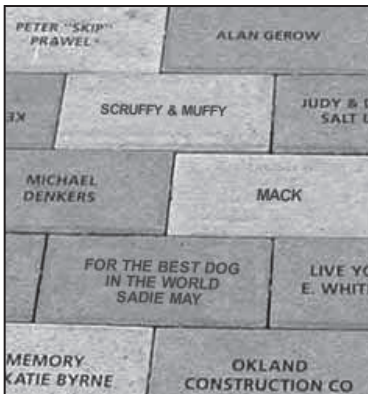 PETER "SKIP"
PRAWEL
ALAN GEROW
SCRUFFY & MUFFY
JUDY &
SALT
MICHAEL
DENKERS
MACK
FOR THE BEST DOG
IN THE WORLD
SADIE MAY
LIVE
E. WHIT
MEMORY
KATIE BYRNE
OKLAND
CONSTRUCTION CO